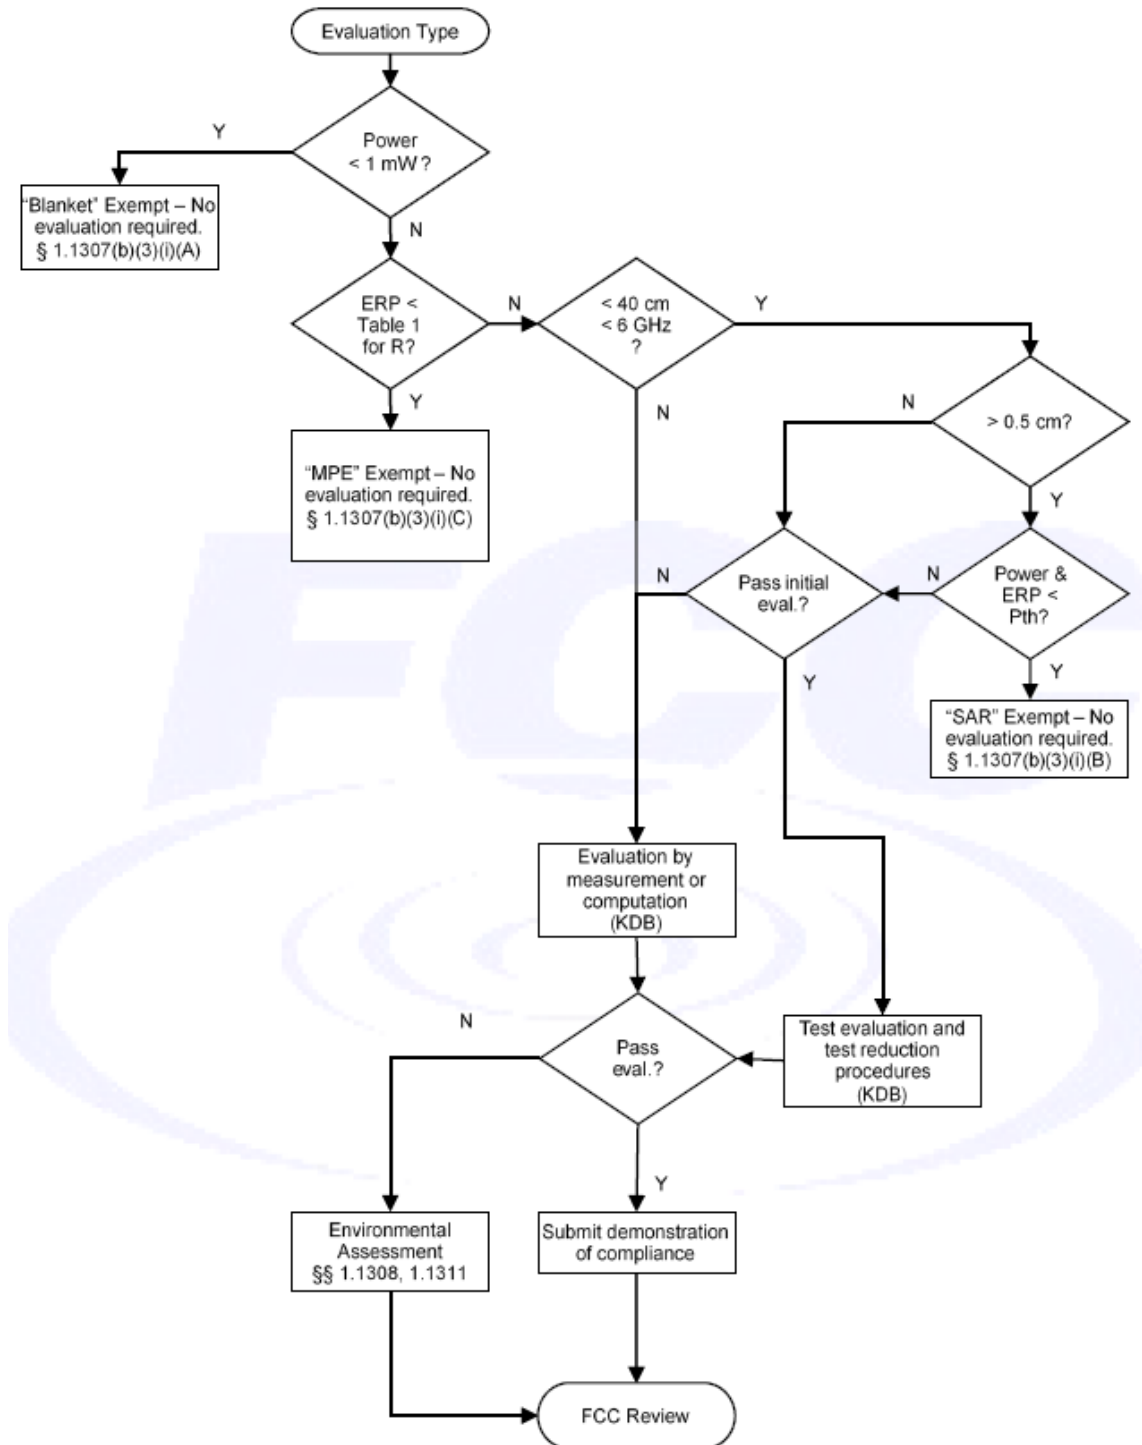 Evaluation Type
Y
Power
< 1 mW?
"Blanket" Exempt – No
evaluation required.
§ 1.1307(b)(3)(i)(A)
N
ERP <
Table 1
for R?
N
< 40 cm
< 6 GHz
?
Y
Y
N
N
> 0.5 cm?
"MPE" Exempt – No
evaluation required.
§ 1.1307(b)(3)(i)(C)
Y
N
Pass initial
eval.?
N
Power &
ERP <
Pth?
Y
Y
"SAR" Exempt – No
evaluation required.
§ 1.1307(b)(3)(i)(B)
FCC
Evaluation by
measurement or
computation
(KDB)
N
Pass
eval.?
Test evaluation and
test reduction
procedures
(KDB)
Y
Environmental
Assessment
§§ 1.1308, 1.1311
Submit demonstration
of compliance
FCC Review